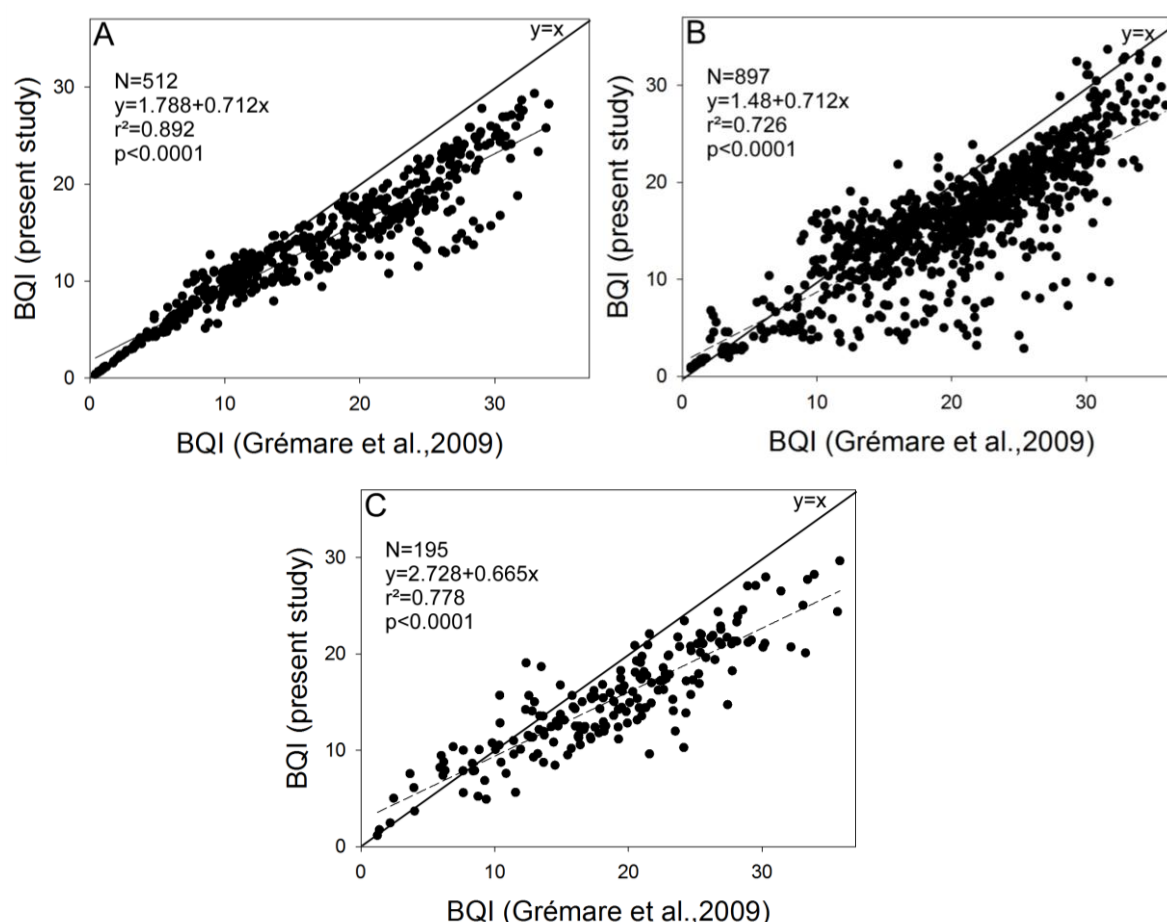 A
y=x
N=512
y=1.788+0.712x
r²=0.892
p<0.0001
BQI (present study)
30
20
10
0
0 10 20 30
BQI (Grémare et al.,2009)
B
y=x
N=897
y=1.48+0.712x
r²=0.726
p<0.0001
BQI (present study)
30
20
10
0
0 10 20 30
BQI (Grémare et al.,2009)
C
y=x
N=195
y=2.728+0.665x
r²=0.778
p<0.0001
BQI (present study)
30
20
10
0
0 10 20 30
BQI (Grémare et al.,2009)